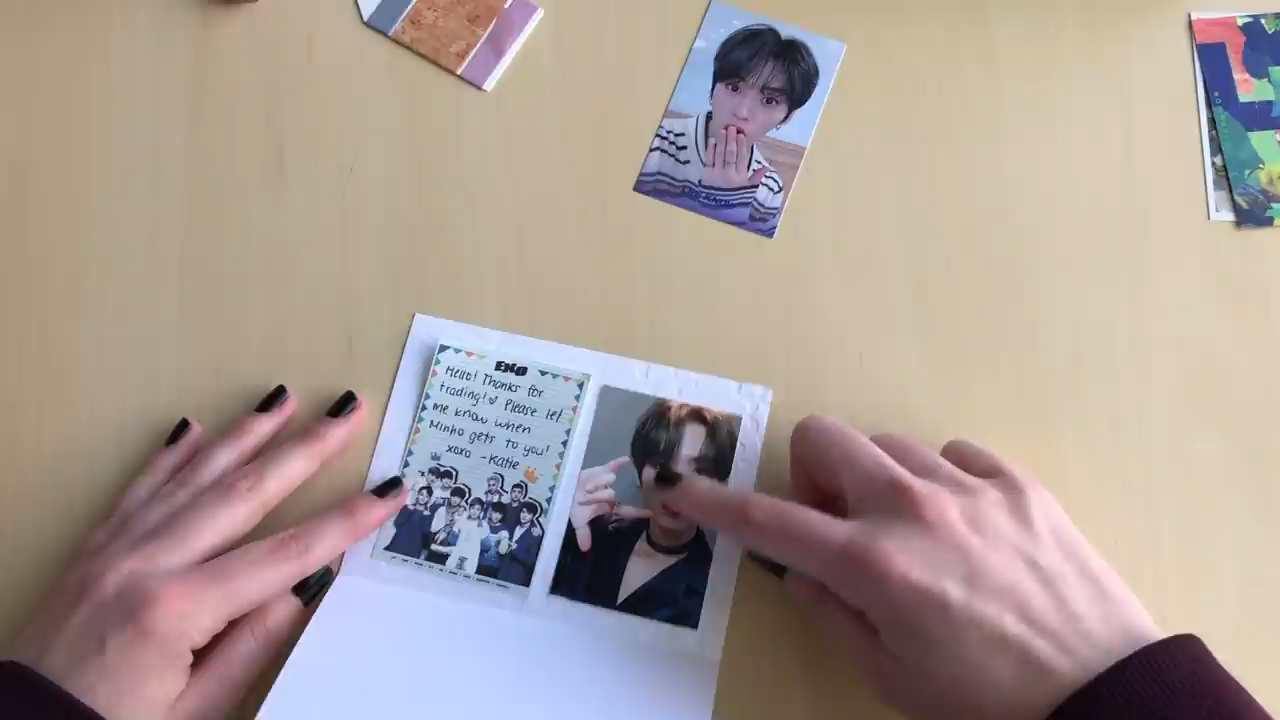 EXO
Hello! Thanks for
trading! Please let
me know when
Minho gets to you!
xoxo -Katie